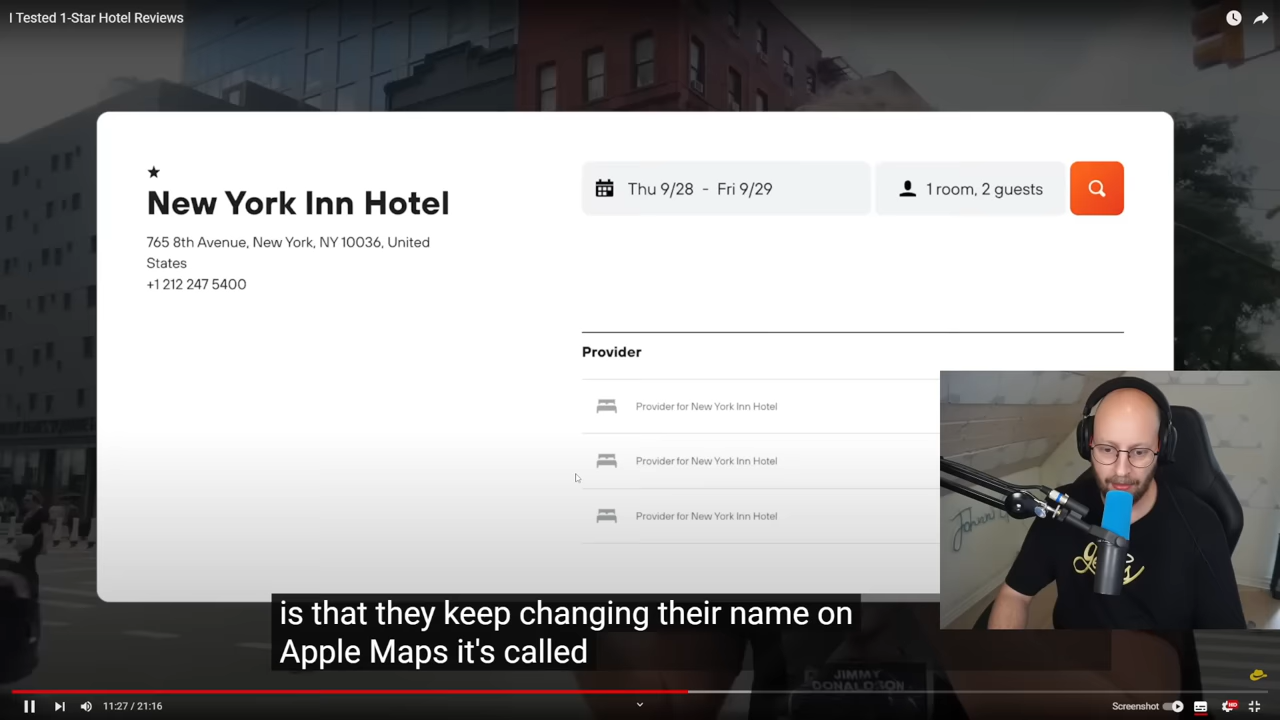 I Tested 1-Star Hotel Reviews
★
New York Inn Hotel
765 8th Avenue, New York, NY 10036, United
States
+1 212 247 5400
Thu 9/28 - Fri 9/29
1 room, 2 guests
Provider
Provider for New York Inn Hotel
Provider for New York Inn Hotel
Provider for New York Inn Hotel
is that they keep changing their name on
Apple Maps it's called
JIMMY
DONALDSON
11:27 / 21:16
Screenshot
HD